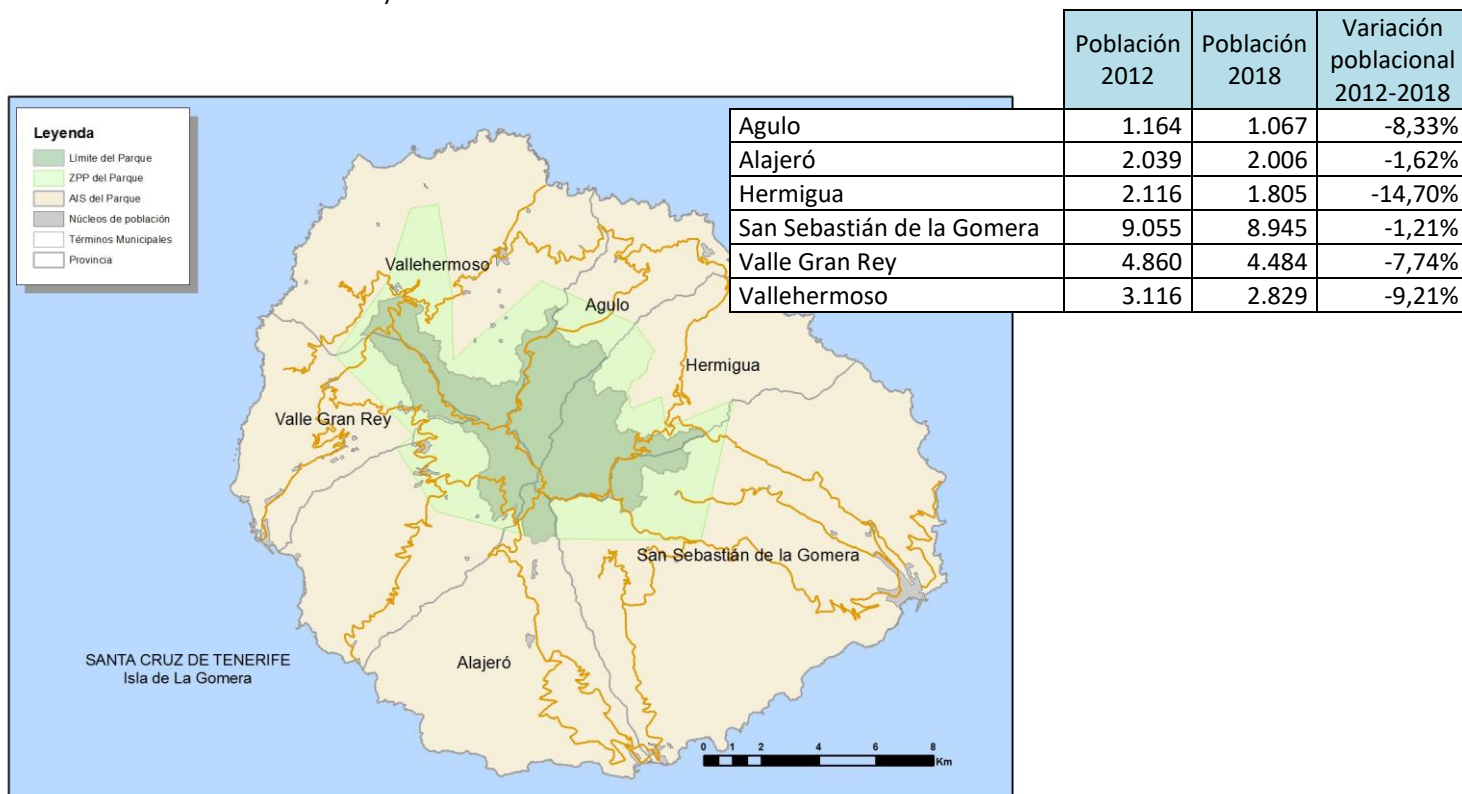 Población 2012 Población 2018 Variación poblacional 2012-2018
Agulo 1.164 1.067 -8,33%
Alajeró 2.039 2.006 -1,62%
Hermigua 2.116 1.805 -14,70%
San Sebastián de la Gomera 9.055 8.945 -1,21%
Valle Gran Rey 4.860 4.484 -7,74%
Vallehermoso 3.116 2.829 -9,21%
Leyenda
Límite del Parque
ZPP del Parque
AIS del Parque
Núcleos de población
Términos Municipales
Provincia
Vallehermoso
Agulo
Hermigua
Valle Gran Rey
San Sebastián de la Gomera
Alajeró
SANTA CRUZ DE TENERIFE
Isla de La Gomera
0 1 2 4 6 8
Km